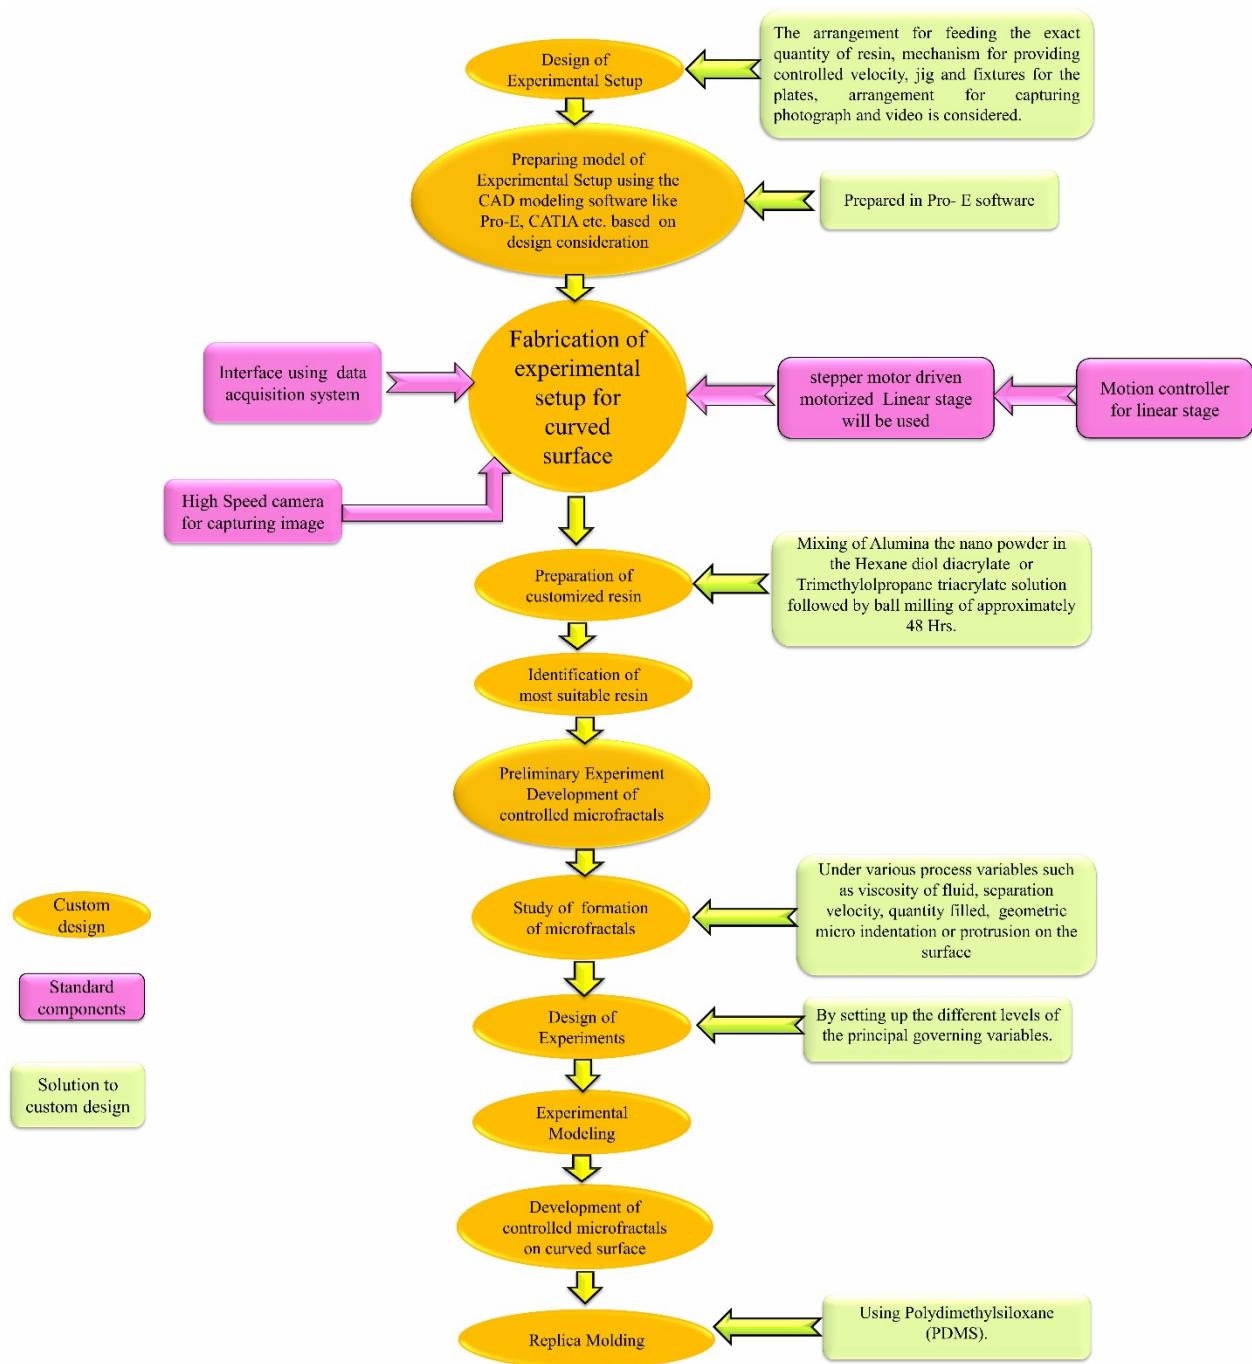 Design of
Experimental Setup
The arrangement for feeding the exact
quantity of resin, mechanism for providing
controlled velocity, jig and fixtures for the
plates, arrangement for capturing
photograph and video is considered.
Preparing model of
Experimental Setup using the
CAD modeling software like
Pro-E, CATIA etc. based on
design consideration
Prepared in Pro- E software
Fabrication of
experimental
setup for
curved
surface
Interface using data
acquisition system
stepper motor driven
motorized Linear stage
will be used
Motion controller
for linear stage
High Speed camera
for capturing image
Preparation of
customized resin
Mixing of Alumina the nano powder in
the Hexane diol diacrylate or
Trimethylolpropane triacrylate solution
followed by ball milling of approximately
48 Hrs.
Identification of
most suitable resin
Preliminary Experiment
Development of
controlled microfractals
Study of formation
of microfractals
Under various process variables such
as viscosity of fluid, separation
velocity, quantity filled, geometric
micro indentation or protrusion on the
surface
Design of
Experiments
By setting up the different levels of
the principal governing variables.
Experimental
Modeling
Development of
controlled microfractals
on curved surface
Replica Molding
Using Polydimethylsiloxane
(PDMS).
Custom
design
Standard
components
Solution to
custom design